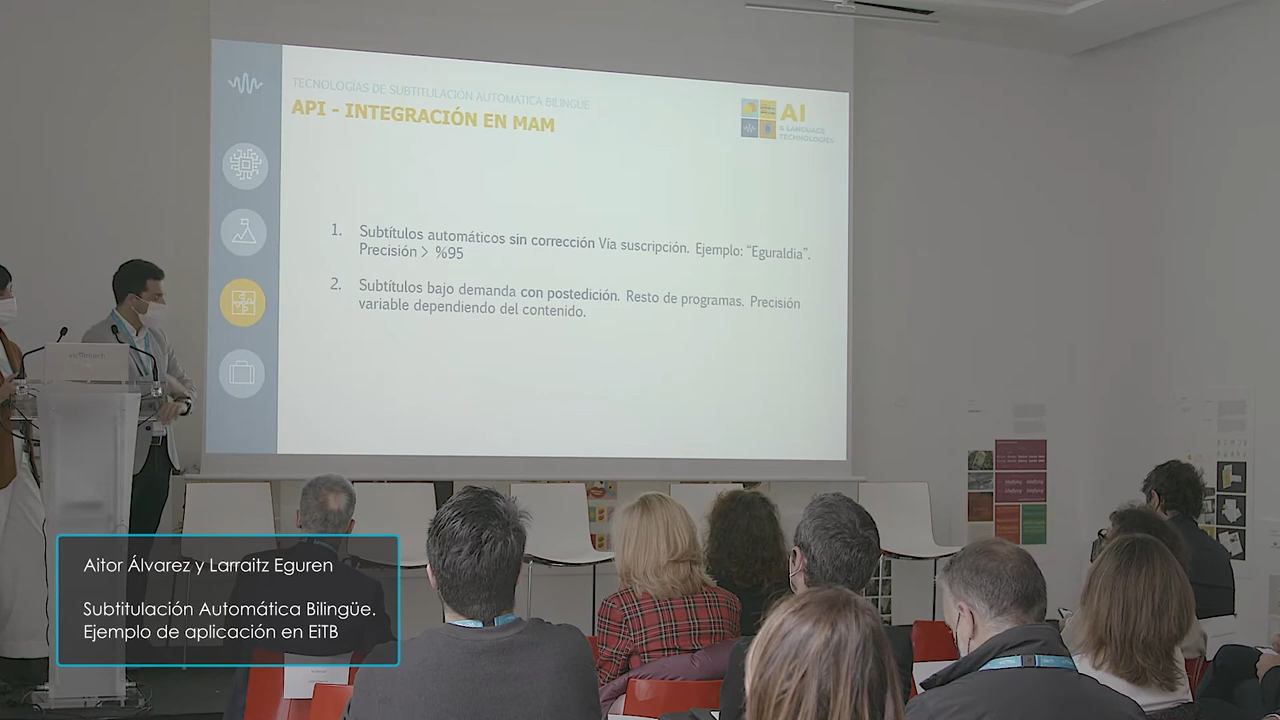 TECNOLOGÍAS DE SUBTITULACIÓN AUTOMÁTICA BILINGÜE
API - INTEGRACIÓN EN MAM
AI
& LANGUAGE
TECHNOLOGIES
1. Subtítulos automáticos sin corrección Vía suscripción. Ejemplo: “Eguraldia”.
Precisión > %95
2. Subtítulos bajo demanda con postedición. Resto de programas. Precisión
variable dependiendo del contenido.
vicomtech
Aitor Álvarez y Larraitz Eguren
Subtitulación Automática Bilingüe.
Ejemplo de aplicación en EiTB